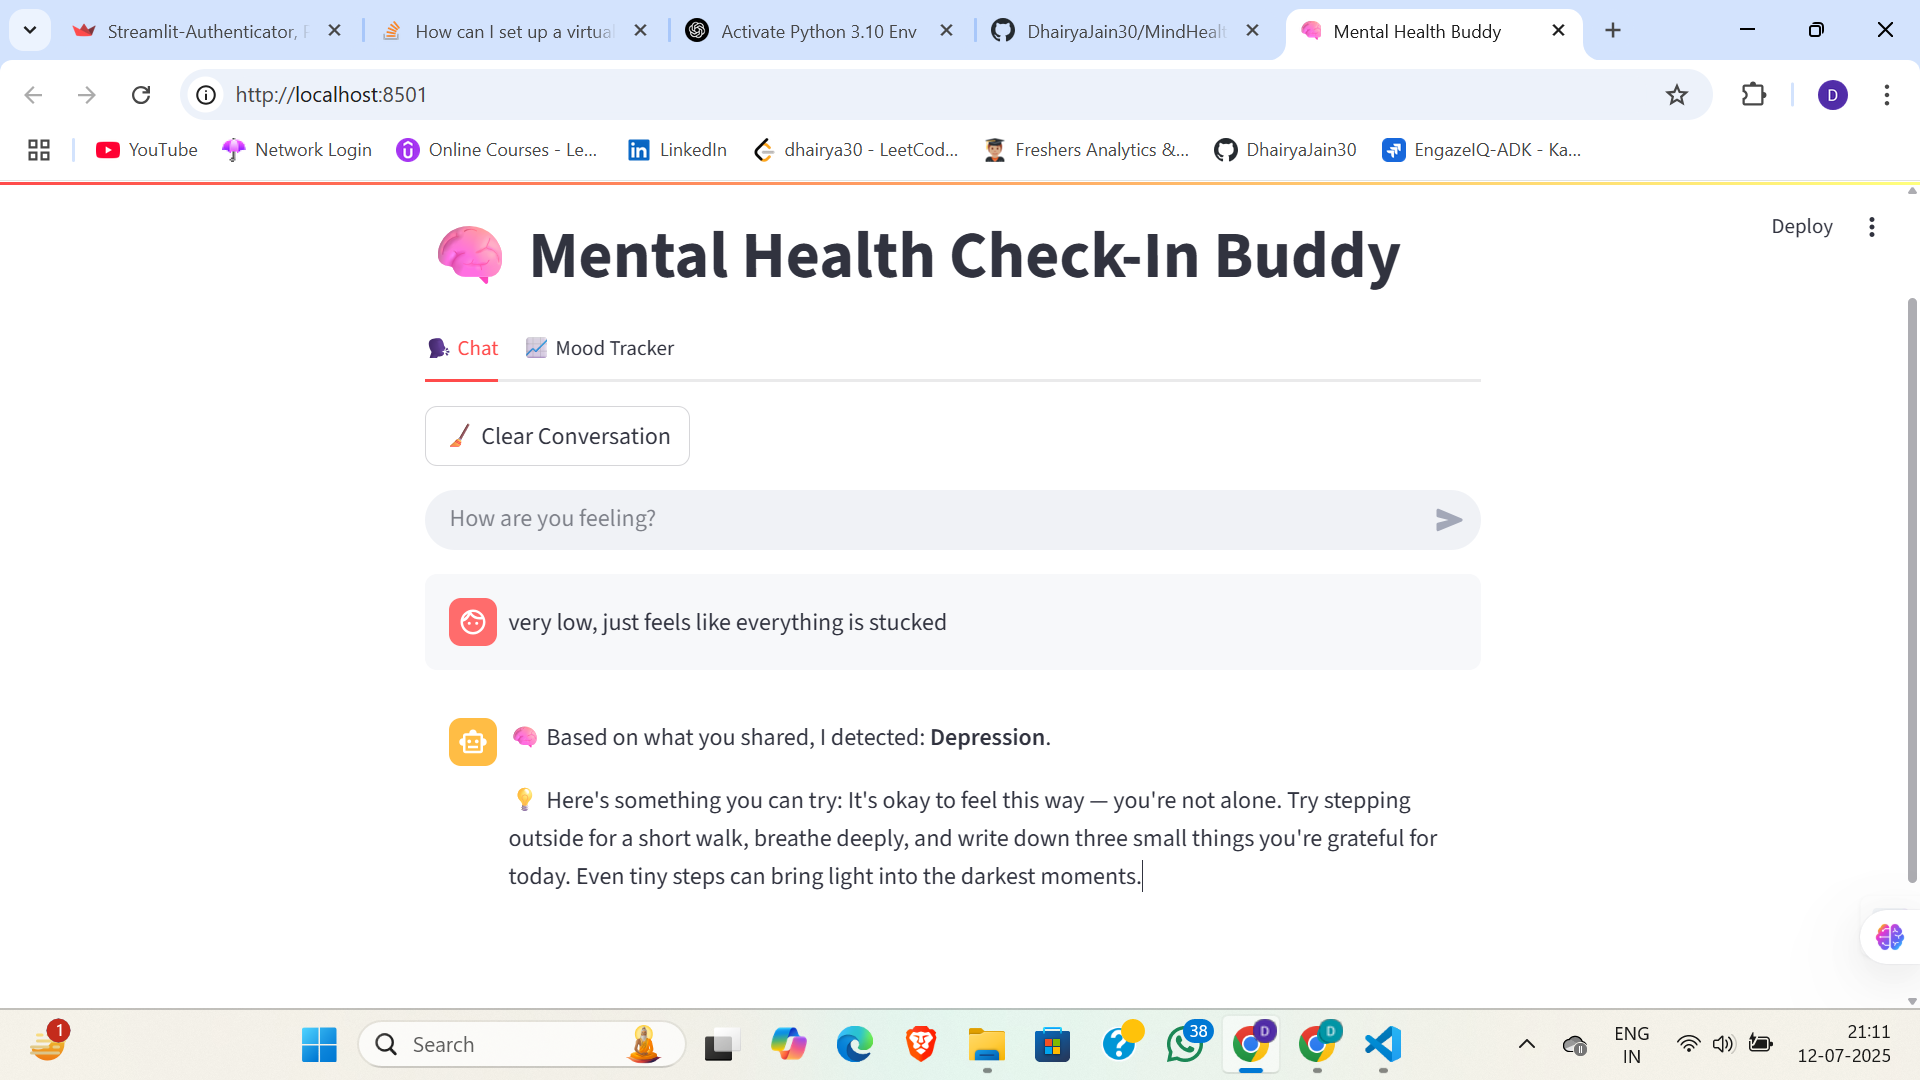 Streamlit-Authenticator, P
How can I set up a virtual
Activate Python 3.10 Env
DhairyaJain30/MindHealt
Mental Health Buddy
http://localhost:8501
D
YouTube
Network Login
Online Courses - Le...
LinkedIn
dhairya30 - LeetCod...
Freshers Analytics &...
DhairyaJain30
EngazeIQ-ADK - Ka...
Deploy
Mental Health Check-In Buddy
Chat
Mood Tracker
Clear Conversation
How are you feeling?
very low, just feels like everything is stucked
Based on what you shared, I detected: Depression.
Here's something you can try: It's okay to feel this way — you're not alone. Try stepping
outside for a short walk, breathe deeply, and write down three small things you're grateful for
today. Even tiny steps can bring light into the darkest moments.
1
Search
38
D
D
ENG
IN
21:11
12-07-2025